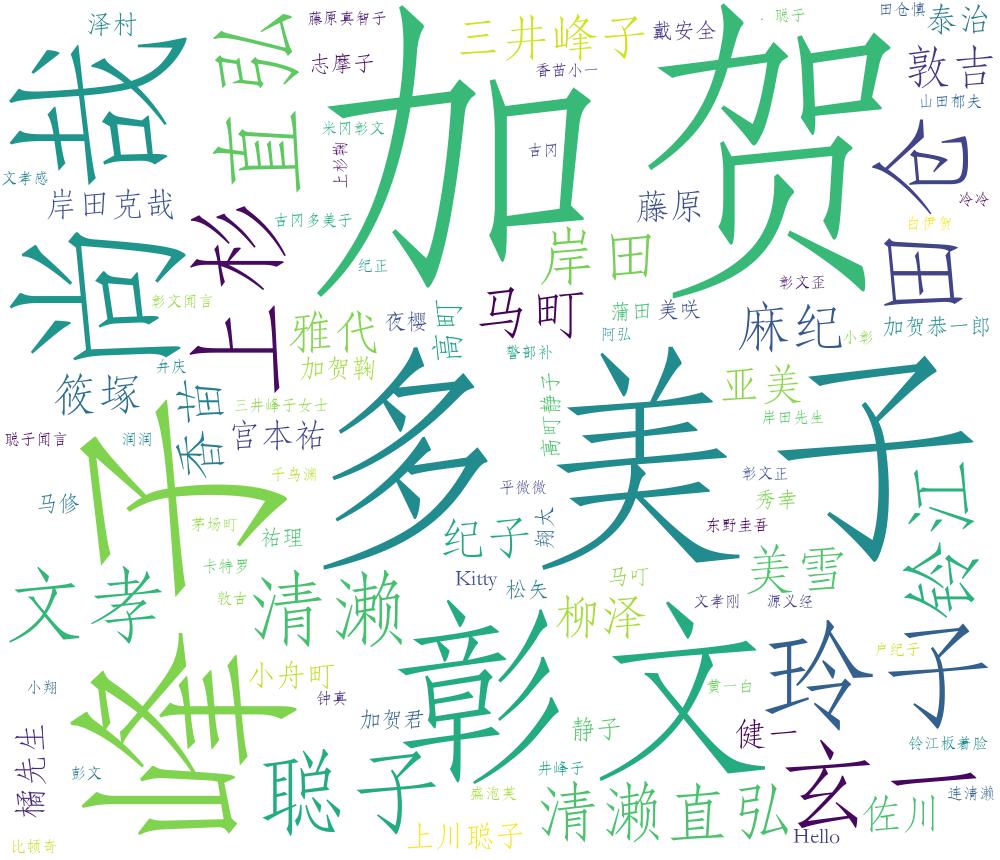 泽村
藤原真智子
三井峰子
戴安全
聪子
田仓慎
泰治
志摩子
香苗小一
敦吉
尚哉
直弘
加贺
米冈彰文
山田郁夫
上杉鞠
吉冈
文孝感
冷冷
岸田克哉
上杉
吉冈多美子
藤原
田仓
白伊贺
岸田
纪正
彰文歪
彰文闻言
马町
蒲田
美咲
麻纪
加贺恭一郎
雅代
夜樱
高町
阿弘
小彰
警部补
弁庆
加贺鞠
筱塚
香苗
多美子
亚美
三井峰子女士
高町静子
岸田先生
聪子闻言
润润
宫本祐
峰子
千鸟渊
平微微
彰文正
马修
秀幸
铃江
茅场町
祐理
纪子
翔太
东野圭吾
卡特罗
美雪
文孝
敦古
清濑
Kitty
松矢
马叮
柳泽
文孝刚
源义经
彰文
玲子
卢纪子
小舟町
小翔
钟真
黄一白
加贺君
静子
健一
橘先生
铃江板着脸
彭文
聪子
井峰子
玄一
盛泡芙
清濑直弘
佐川
连清濑
上川聪子
Hello
比顿奇